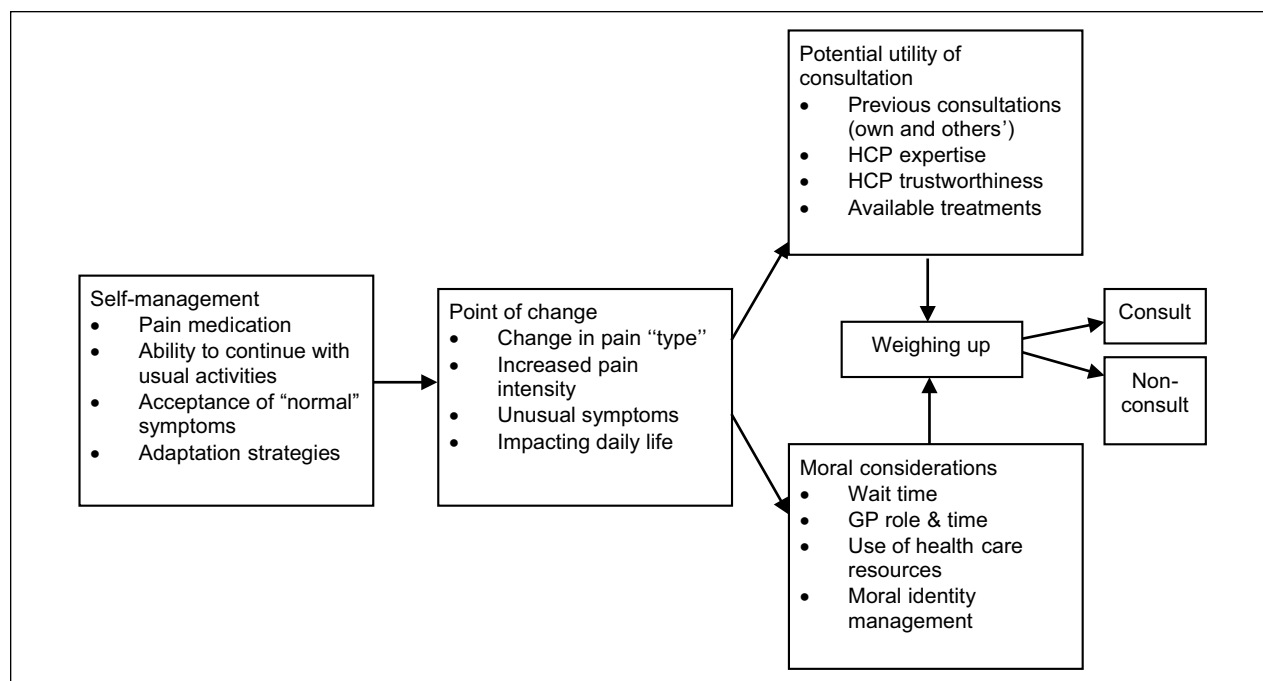 Potential utility of
consultation
• Previous consultations
(own and others’)
• HCP expertise
• HCP trustworthiness
• Available treatments
Self-management
• Pain medication
• Ability to continue with
usual activities
• Acceptance of “normal”
symptoms
• Adaptation strategies
Point of change
• Change in pain ‘‘type’’
• Increased pain
intensity
• Unusual symptoms
• Impacting daily life
Weighing up
Consult
Non-
consult
Moral considerations
• Wait time
• GP role & time
• Use of health care
resources
• Moral identity
management